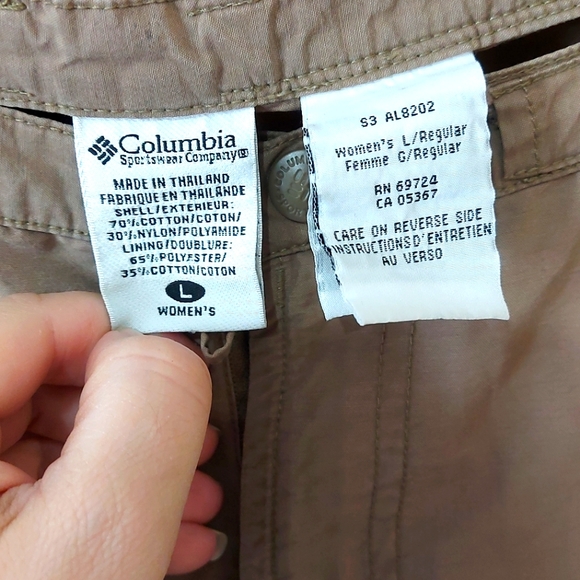 Columbia
Sportswear Company®
MADE IN THAILAND
FABRIQUE EN THAILANDE
SHELL/EXTERIEUR:
70%COTTON/COTON/
30%NYLON/POLYAMIDE
LINING/DOUBLURE:
65%POLYESTER/
35%COTTON/COTON
L
WOMEN'S
S3 AL8202
Women's L/Regular
Femme G/Regular
RN 69724
CA 05367
CARE ON REVERSE SIDE
INSTRUCTIONS D'ENTRETIEN
AU VERSO
COLUM